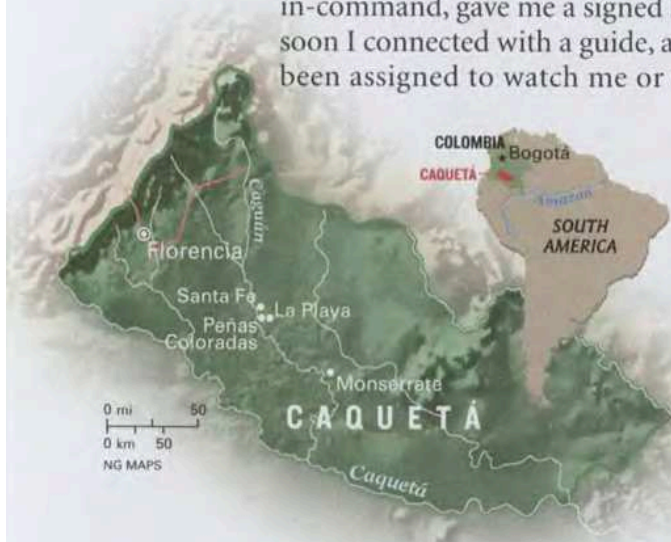 in-command, gave me a signed
soon I connected with a guide, a
been assigned to watch me or
COLOMBIA
Bogotá
CAQUETÁ
Amazon
SOUTH
AMERICA
Caguán
Florencia
Santa Fe
La Playa
Peñas
Coloradas
Monserrate
0 mi 50
0 km 50
NG MAPS
CAQUETÁ
Caquetá